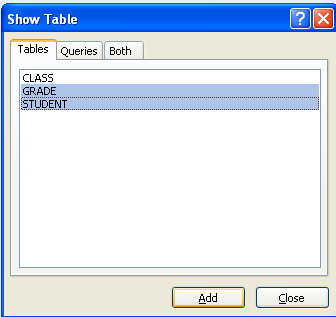 Show Table
Tables Queries Both
CLASS
GRADE
STUDENT
Add Close